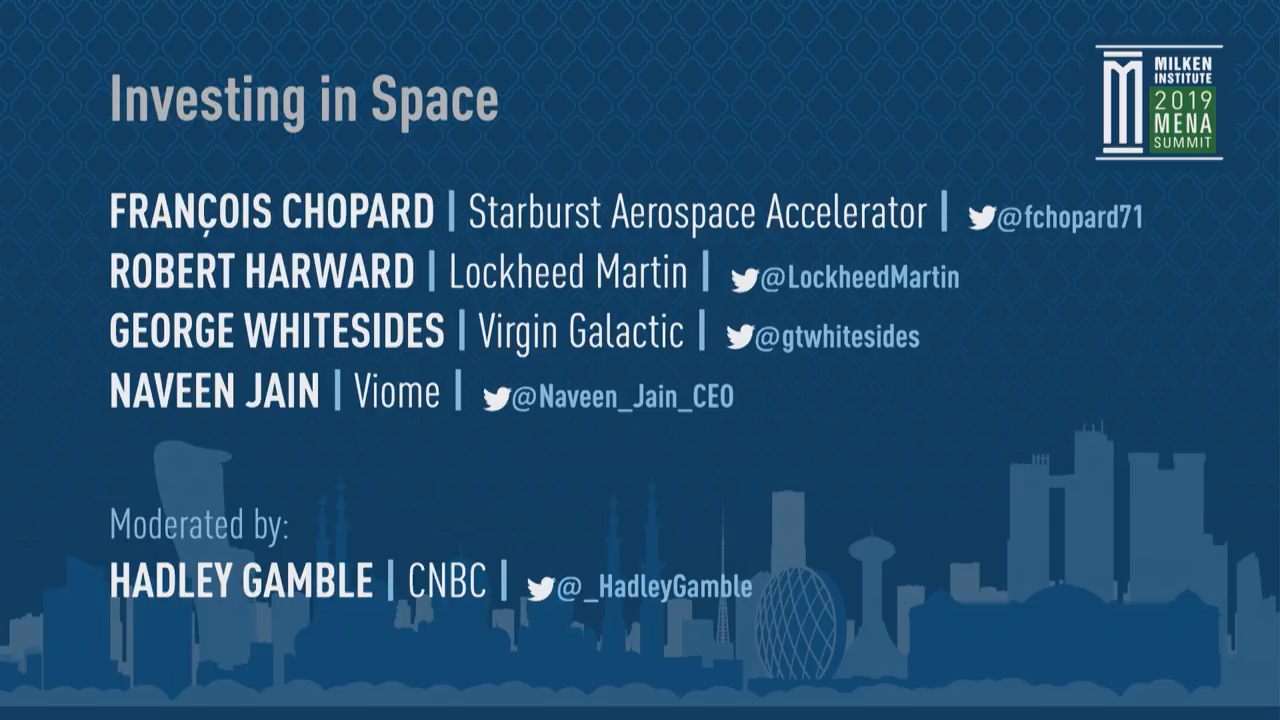 Investing in Space
MILKEN
INSTITUTE
2019
MENA
SUMMIT
FRANÇOIS CHOPARD | Starburst Aerospace Accelerator | @fchopard71
ROBERT HARWARD | Lockheed Martin | @LockheedMartin
GEORGE WHITESIDES | Virgin Galactic | @gtwhitesides
NAVEEN JAIN | Viome | @Naveen_Jain_CEO
Moderated by:
HADLEY GAMBLE | CNBC | @_HadleyGamble